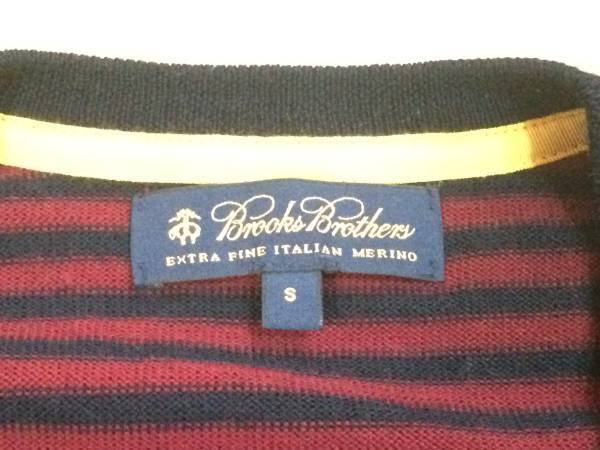 Brooks Brothers
EXTRA FINE ITALIAN MERINO
S